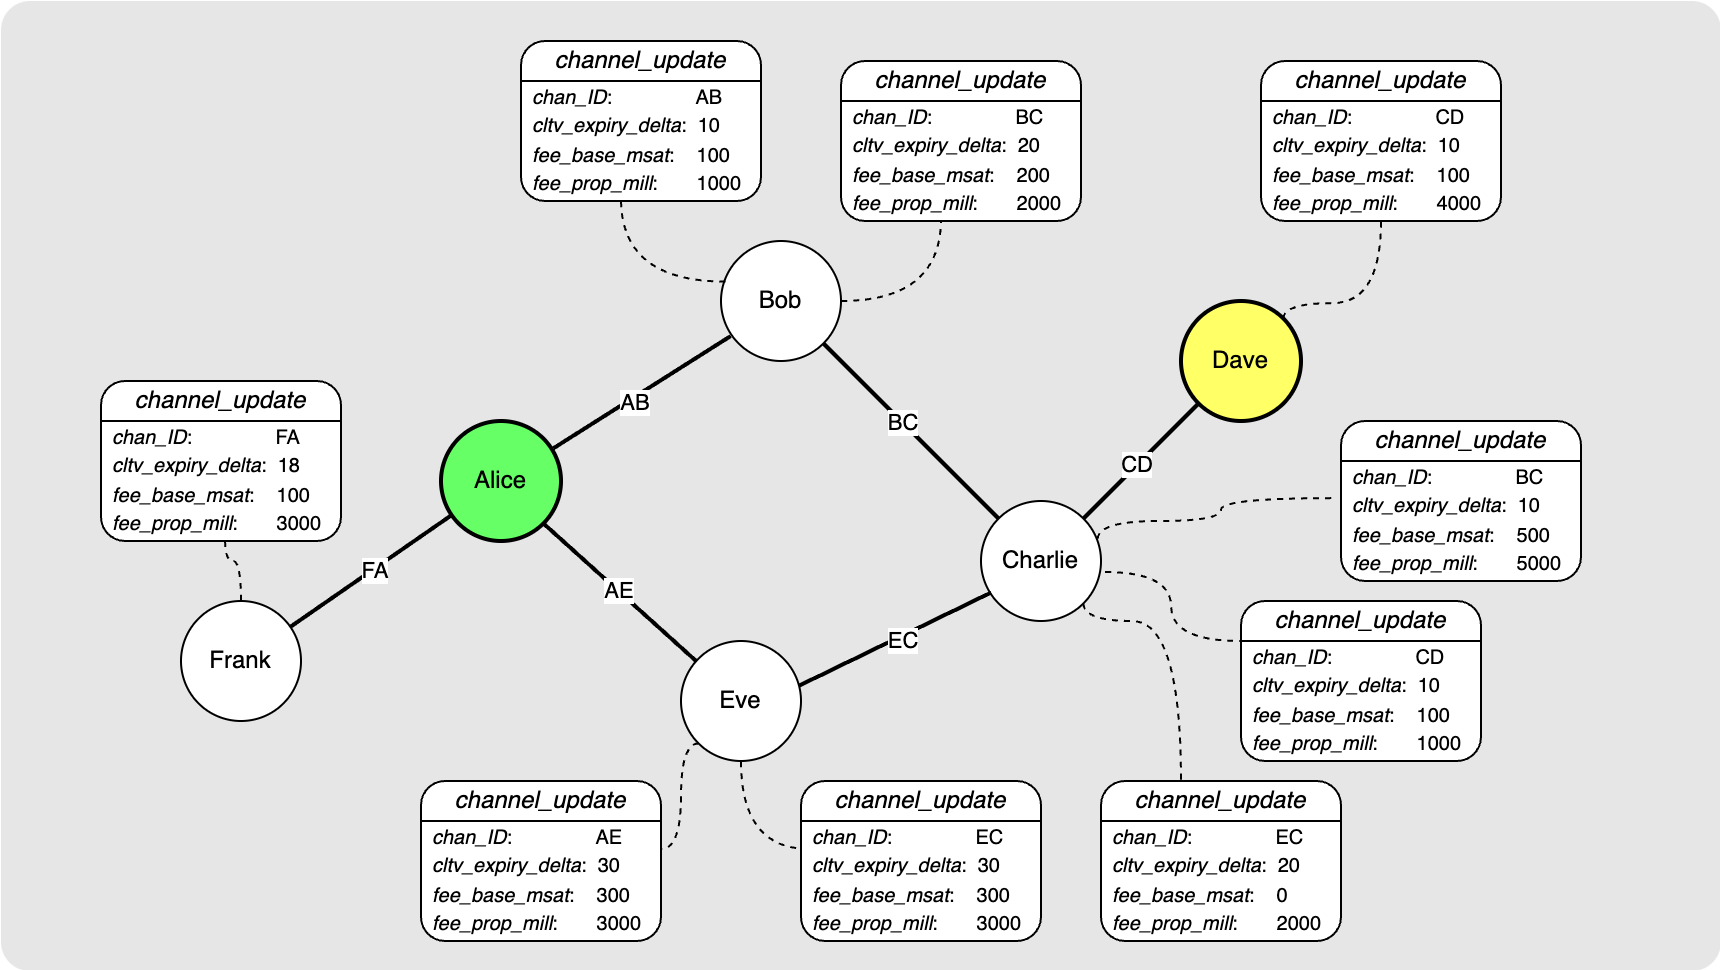 channel_update
chan_ID: AB
cltv_expiry_delta: 10
fee_base_msat: 100
fee_prop_mill: 1000
channel_update
chan_ID: BC
cltv_expiry_delta: 20
fee_base_msat: 200
fee_prop_mill: 2000
channel_update
chan_ID: CD
cltv_expiry_delta: 10
fee_base_msat: 100
fee_prop_mill: 4000
Bob
Dave
channel_update
chan_ID: FA
cltv_expiry_delta: 18
fee_base_msat: 100
fee_prop_mill: 3000
AB
BC
CD
Alice
channel_update
chan_ID: BC
cltv_expiry_delta: 10
fee_base_msat: 500
fee_prop_mill: 5000
FA
AE
Charlie
EC
Frank
Eve
channel_update
chan_ID: CD
cltv_expiry_delta: 10
fee_base_msat: 100
fee_prop_mill: 1000
channel_update
chan_ID: AE
cltv_expiry_delta: 30
fee_base_msat: 300
fee_prop_mill: 3000
channel_update
chan_ID: EC
cltv_expiry_delta: 30
fee_base_msat: 300
fee_prop_mill: 3000
channel_update
chan_ID: EC
cltv_expiry_delta: 20
fee_base_msat: 0
fee_prop_mill: 2000